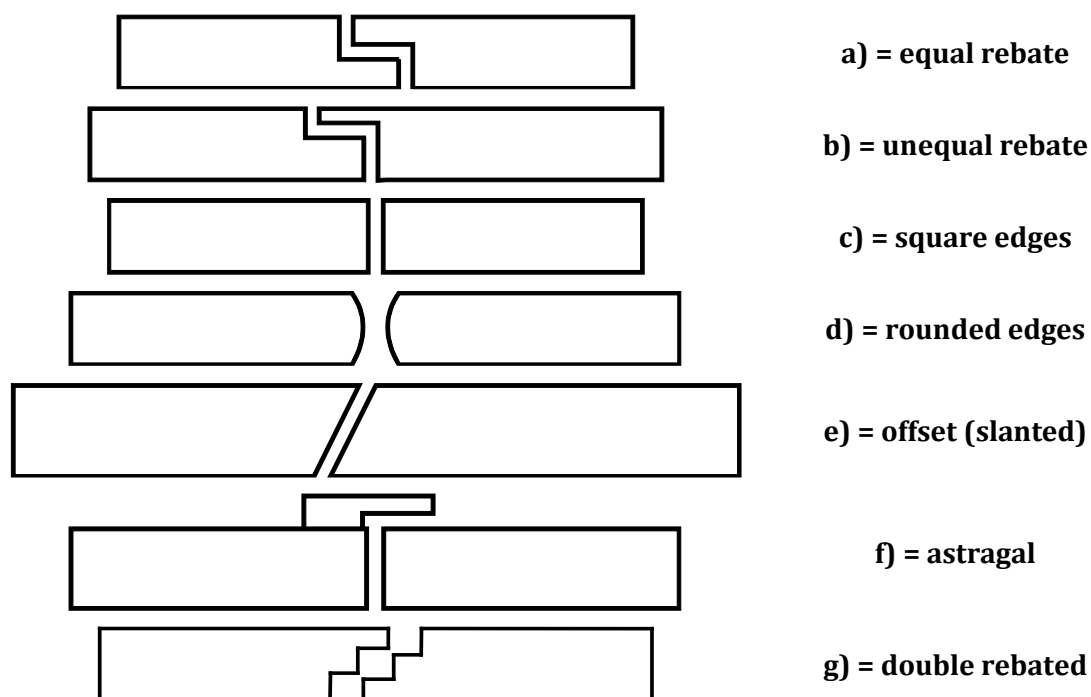 a) = equal rebate
b) = unequal rebate
c) = square edges
d) = rounded edges
e) = offset (slanted)
f) = astragal
g) = double rebated